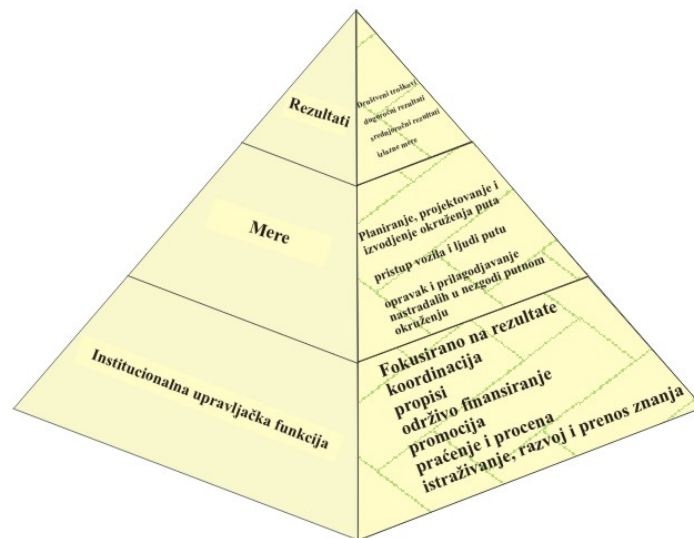 Rezultati
Društveni troškovi
dugoročni rezultati
srednjoročni rezultati
izlazne mere
Mere
Planiranje, projektovanje i
izvodjenje okruženja puta
pristup vozila i ljudi putu
opravak i prilagodjavanje
nastradalih u nezgodi putnom
okruženju
Institucionalna upravljačka funkcija
Fokusirano na rezultate
koordinacija
propisi
održivo finansiranje
promocija
praćenje i procena
istraživanje, razvoj i prenos znanja